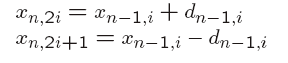 x_{n,2i} = x_{n−1,i} + d_{n−1,i}
x_{n,2i+1} = x_{n−1,i} − d_{n−1,i}